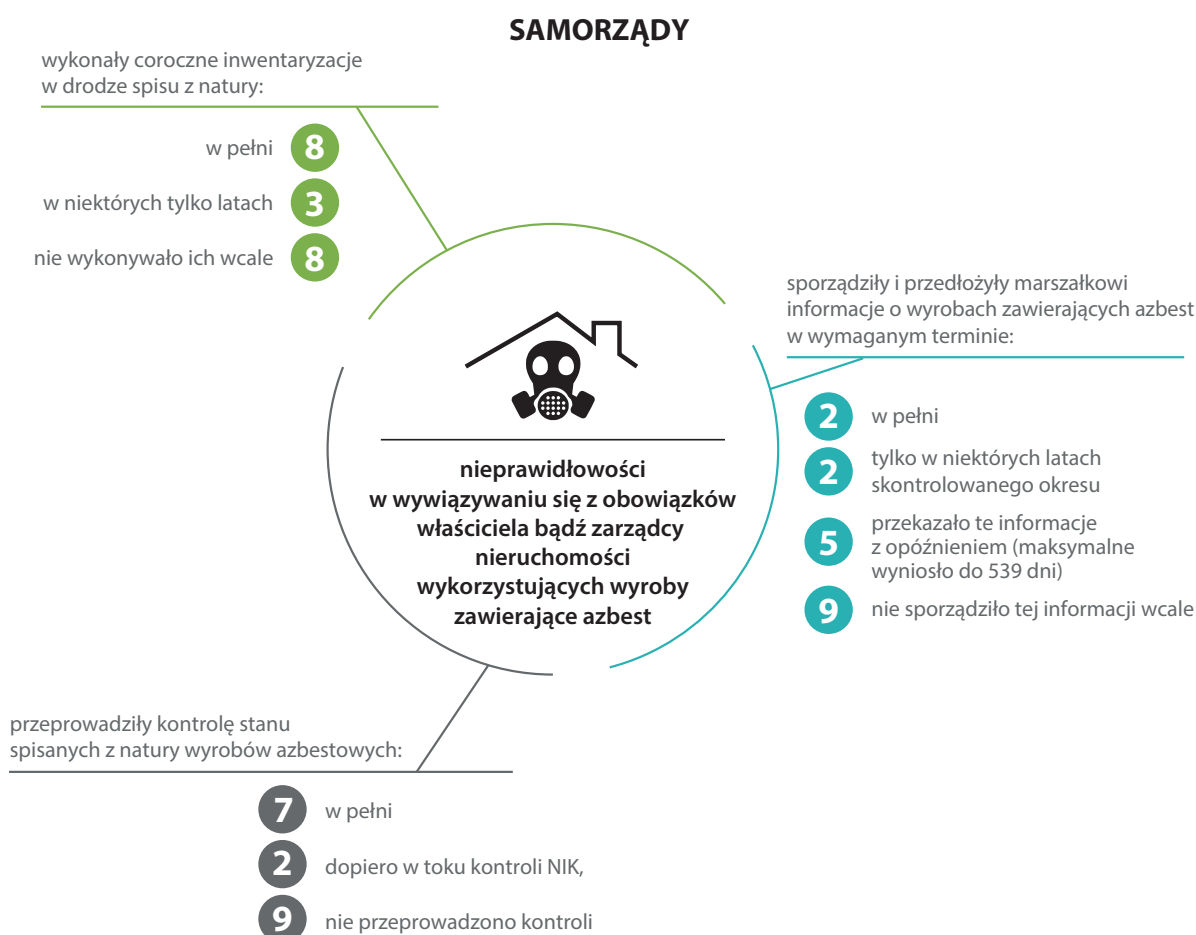 SAMORZĄDY
wykonały coroczne inwentaryzacje
w drodze spisu z natury:
w pełni 8
w niektórych tylko latach 3
nie wykonywało ich wcale 8
sporządziły i przedłożyły marszałkowi
informacje o wyrobach zawierających azbest
w wymaganym terminie:
2 w pełni
2 tylko w niektórych latach
skontrolowanego okresu
5 przekazało te informacje
z opóźnieniem (maksymalne
wyniosło do 539 dni)
9 nie sporządziło tej informacji wcale
nieprawidłowości
w wywiązywaniu się z obowiązków
właściciela bądź zarządcy
nieruchomości
wykorzystujących wyroby
zawierające azbest
przeprowadziły kontrolę stanu
spisanych z natury wyrobów azbestowych:
7 w pełni
2 dopiero w toku kontroli NIK,
9 nie przeprowadzono kontroli